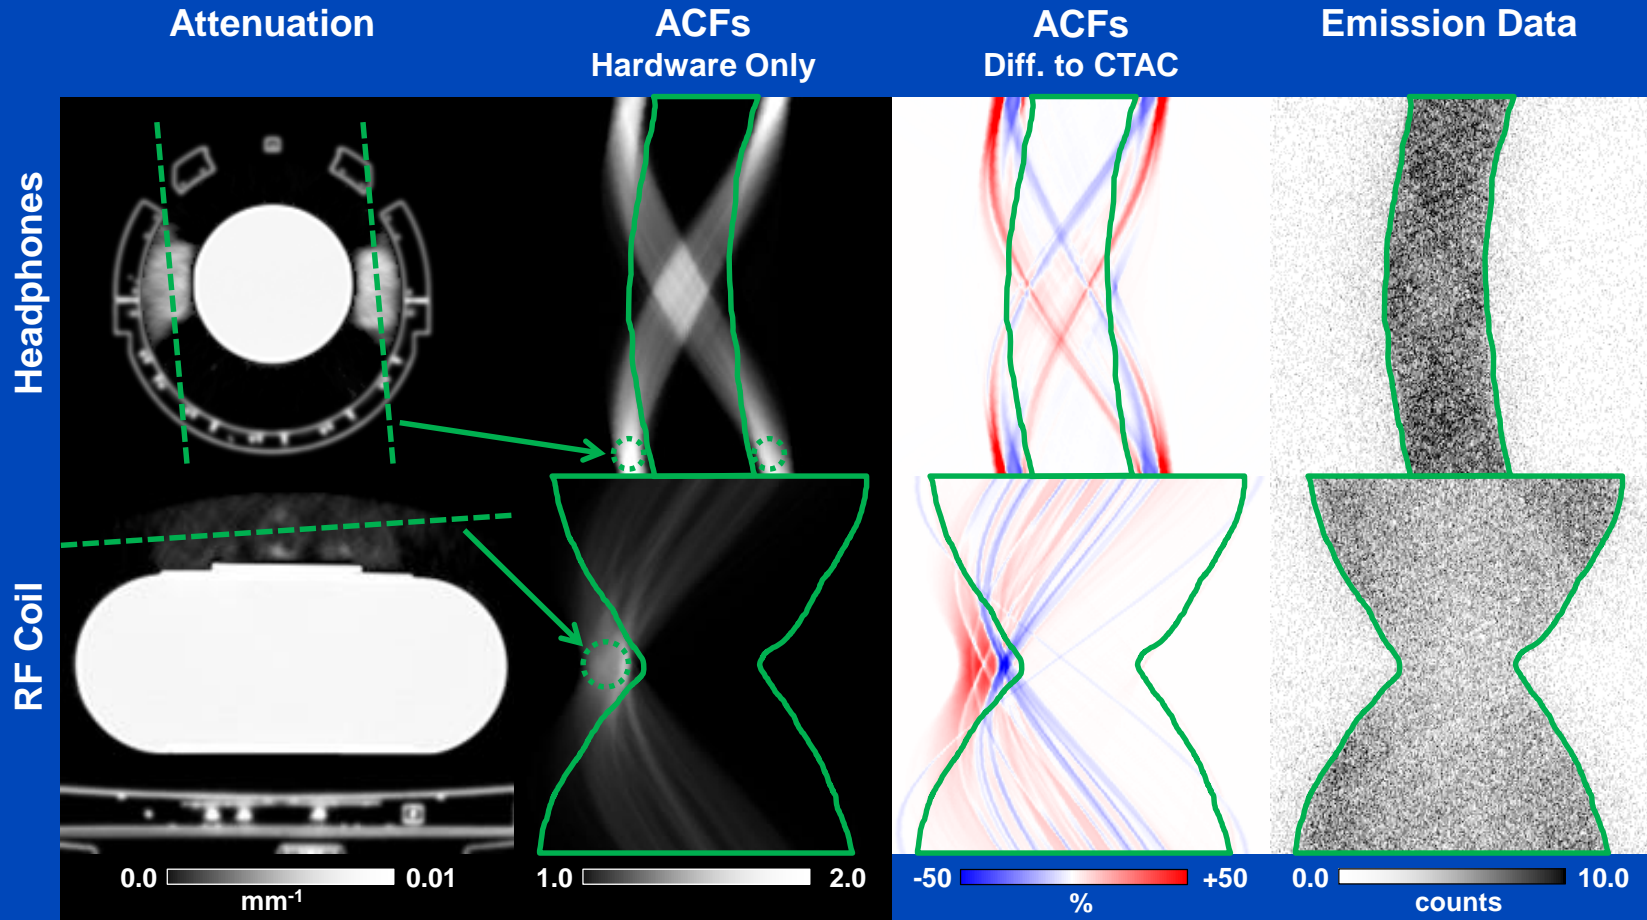 Attenuation
ACFs
Hardware Only
ACFs
Diff. to CTAC
Emission Data
Headphones
RF Coil
0.0
0.01
mm-1
1.0
2.0
-50
+50
%
0.0
10.0
counts